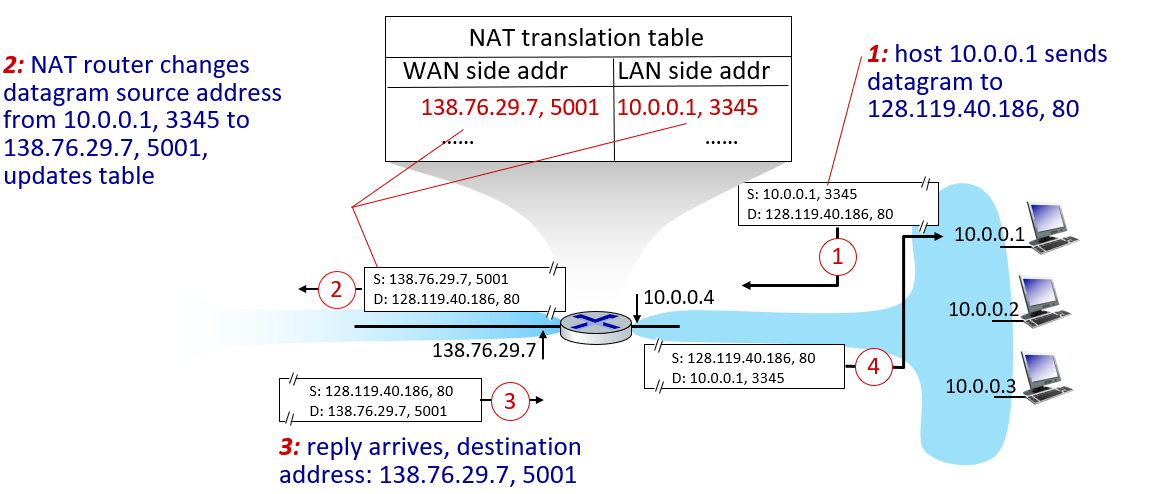 2: NAT router changes
datagram source address
from 10.0.0.1, 3345 to
138.76.29.7, 5001,
updates table
NAT translation table
WAN side addr LAN side addr
138.76.29.7, 5001 10.0.0.1, 3345
...... ......
1: host 10.0.0.1 sends
datagram to
128.119.40.186, 80
S: 10.0.0.1, 3345
D: 128.119.40.186, 80
1
10.0.0.1
2
S: 138.76.29.7, 5001
D: 128.119.40.186, 80
10.0.0.4
10.0.0.2
138.76.29.7
S: 128.119.40.186, 80
D: 10.0.0.1, 3345
4
10.0.0.3
S: 128.119.40.186, 80
D: 138.76.29.7, 5001
3
3: reply arrives, destination
address: 138.76.29.7, 5001